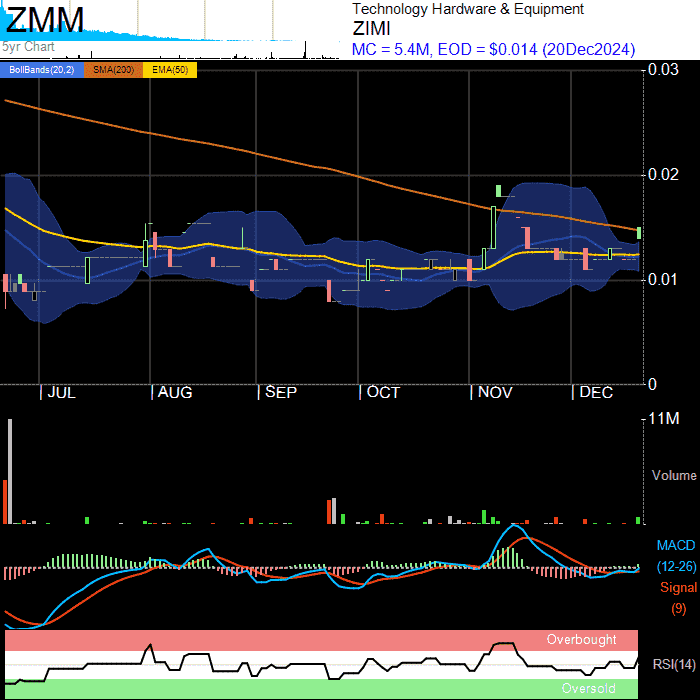 ZMM
5yr Chart
Technology Hardware & Equipment
ZIMI
MC = 5.4M, EOD = $0.014 (20Dec2024)
BollBands(20,2) SMA(200) EMA(50)
0.03
0.02
0.01
0
JUL AUG SEP OCT NOV DEC
11M
Volume
MACD
(12-26)
Signal
(9)
Overbought
RSI(14)
Oversold